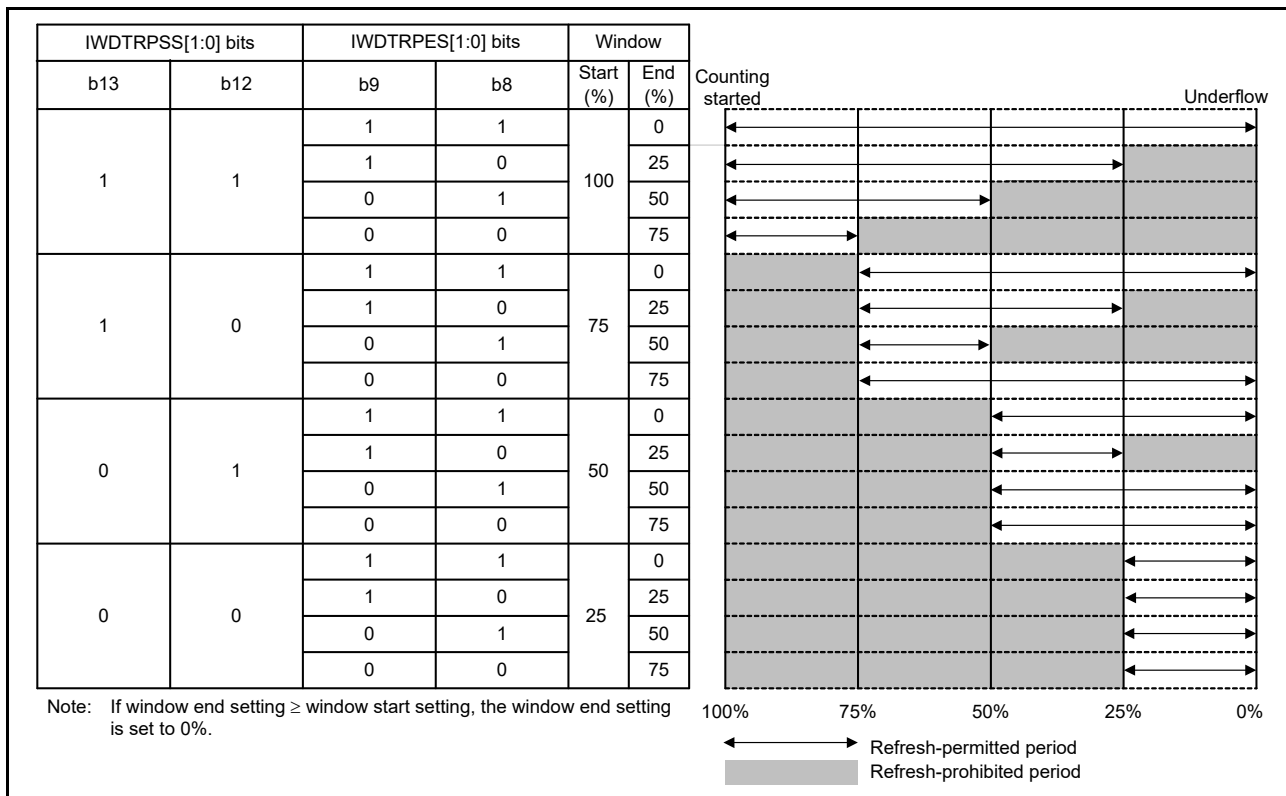 IWDTRPSS[1:0] bits IWDTRPES[1:0] bits Window
b13 b12 b9 b8 Start (%) End (%) Counting started Underflow
1 1 1 1 100 0
1 0 25
0 1 50
0 0 75
1 0 1 1 75 0
1 0 25
0 1 50
0 0 75
0 1 1 1 50 0
1 0 25
0 1 50
0 0 75
0 0 1 1 25 0
1 0 25
0 1 50
0 0 75
Note: If window end setting ≥ window start setting, the window end setting
is set to 0%.
100% 75% 50% 25% 0%
Refresh-permitted period
Refresh-prohibited period